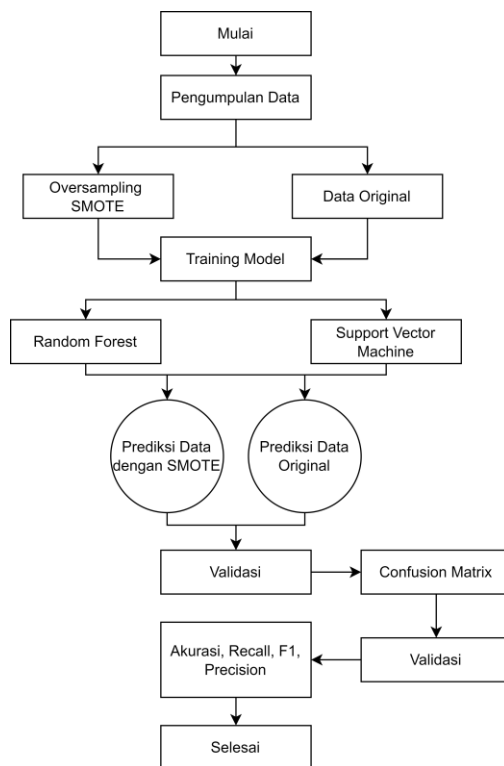 Mulai
Pengumpulan Data
Oversampling
SMOTE
Data Original
Training Model
Random Forest
Support Vector
Machine
Prediksi Data
dengan SMOTE
Prediksi Data
Original
Validasi
Confusion Matrix
Akurasi, Recall, F1,
Precision
Validasi
Selesai